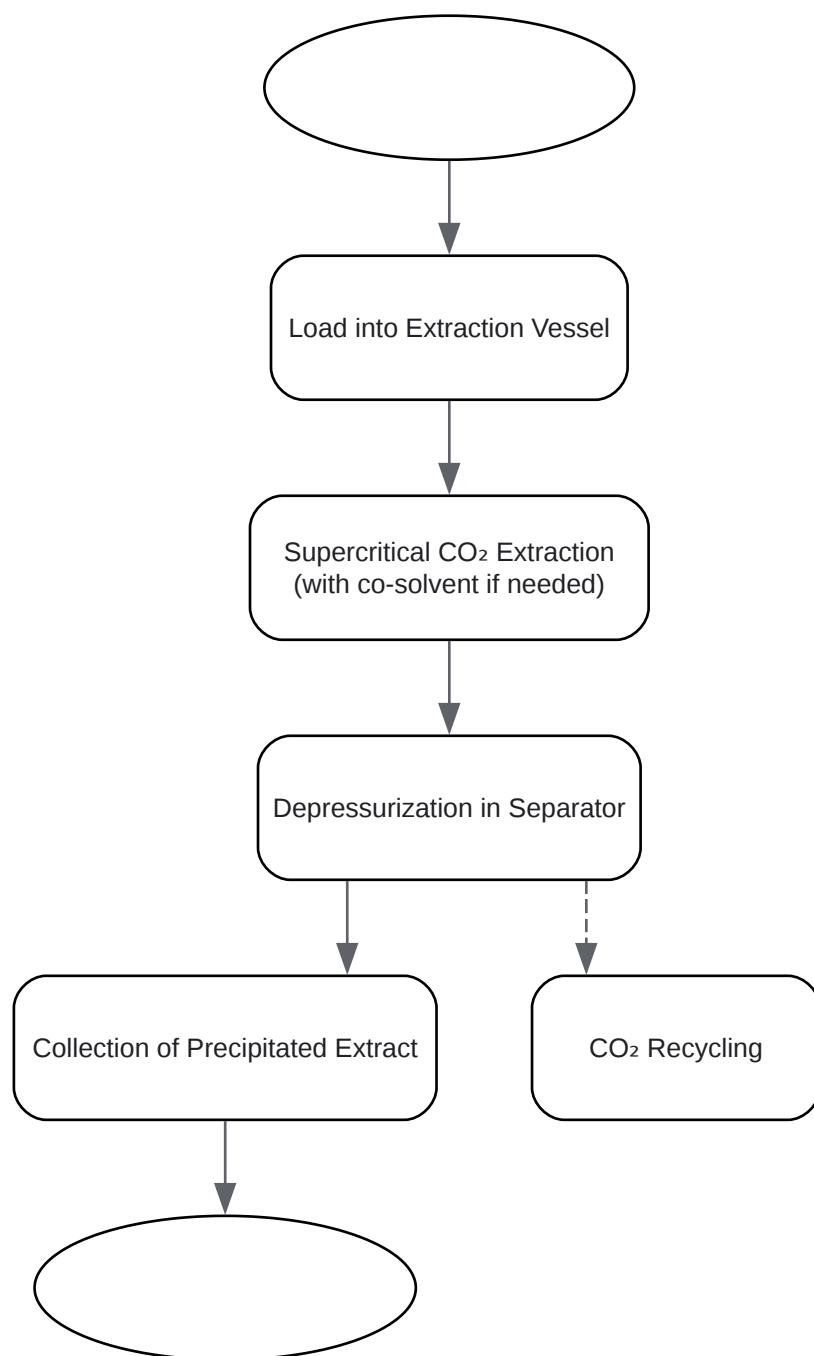 Load into Extraction Vessel
Supercritical CO₂ Extraction
(with co-solvent if needed)
Depressurization in Separator
Collection of Precipitated Extract
CO₂ Recycling